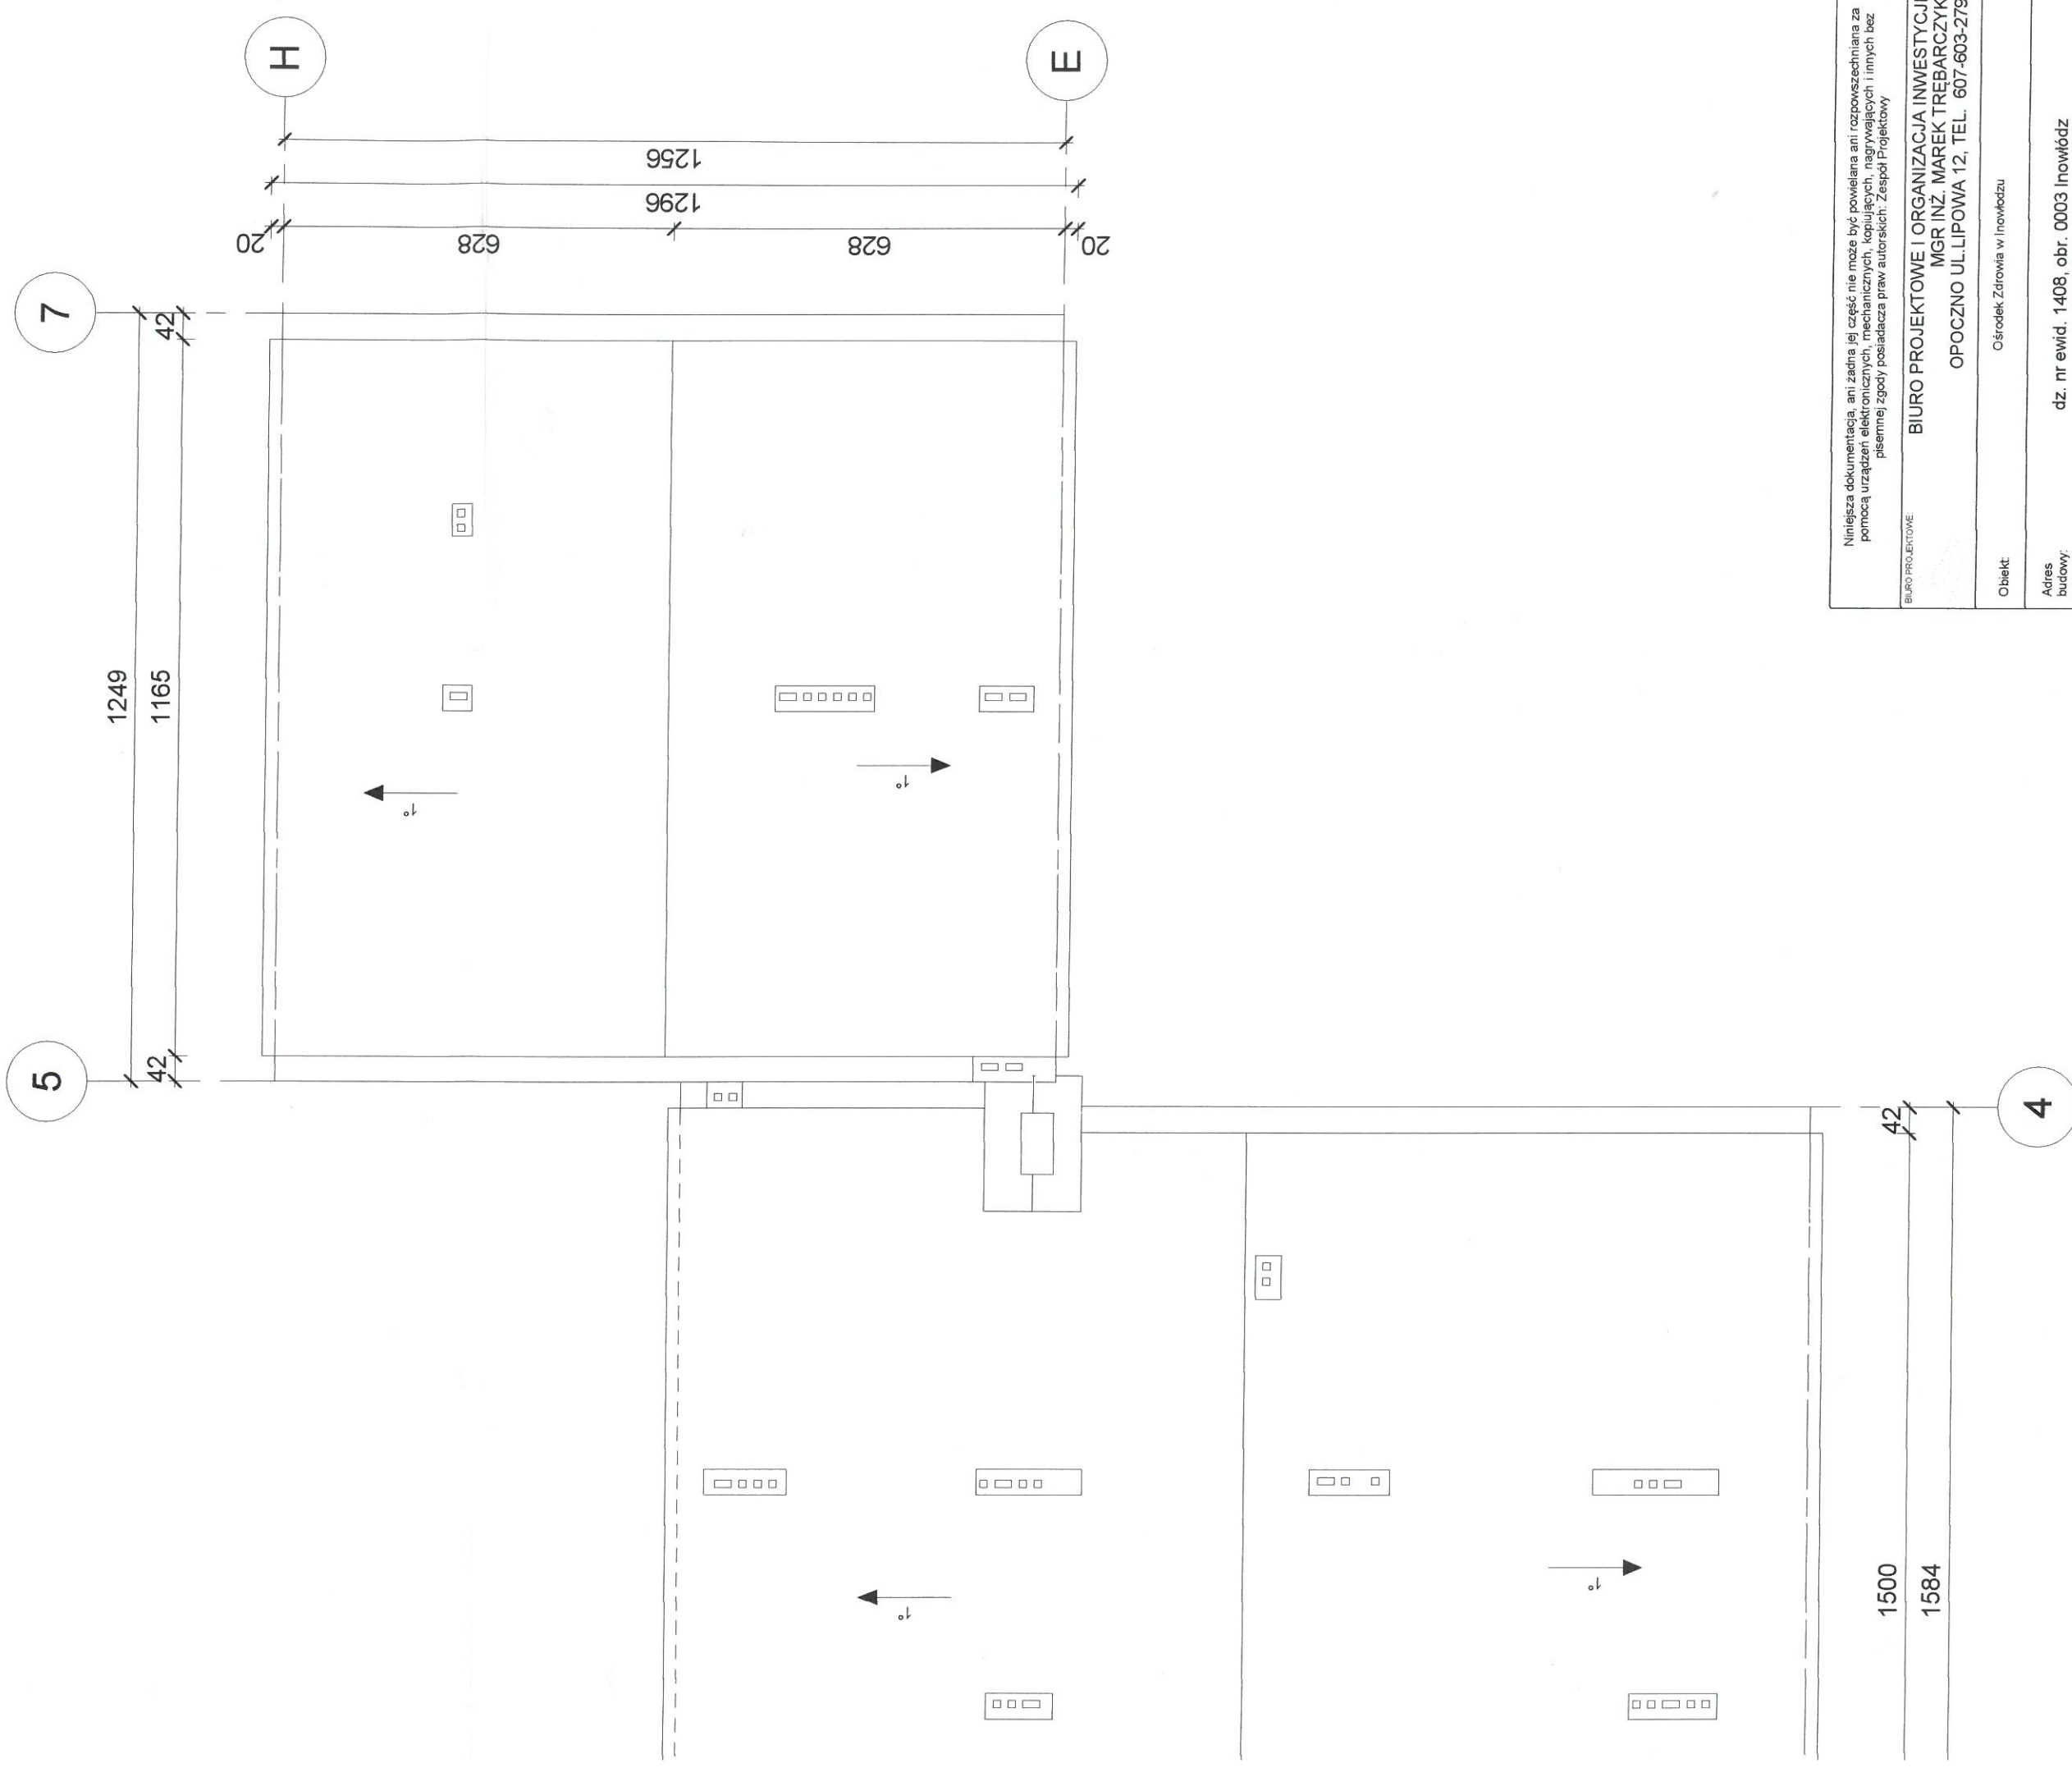 H
E
1256
1296
20
628
628
20
7
42
1249
1165
42
5
1°
1°
1°
1°
42
4
1500
1584
Niniejsza dokumentacja, ani żadna jej część nie może być powielana ani rozpowszechniana za
pomocą urządzeń elektronicznych, mechanicznych, kopiujących, nagrywających i innych bez
pisemnej zgody posiadacza praw autorskich: Zespół Projektowy
BIURO PROJEKTOWE:
BIURO PROJEKTOWE I ORGANIZACJA INWESTYCJI
MGR INŻ. MAREK TRĘBARCZYK
OPOCZNO UL.LIPOWA 12, TEL. 607-603-279
Obiekt:
Ośrodek Zdrowia w Inowłodzu
Adres
budowy:
dz. nr ewid. 1408, obr. 0003 Inowłódz